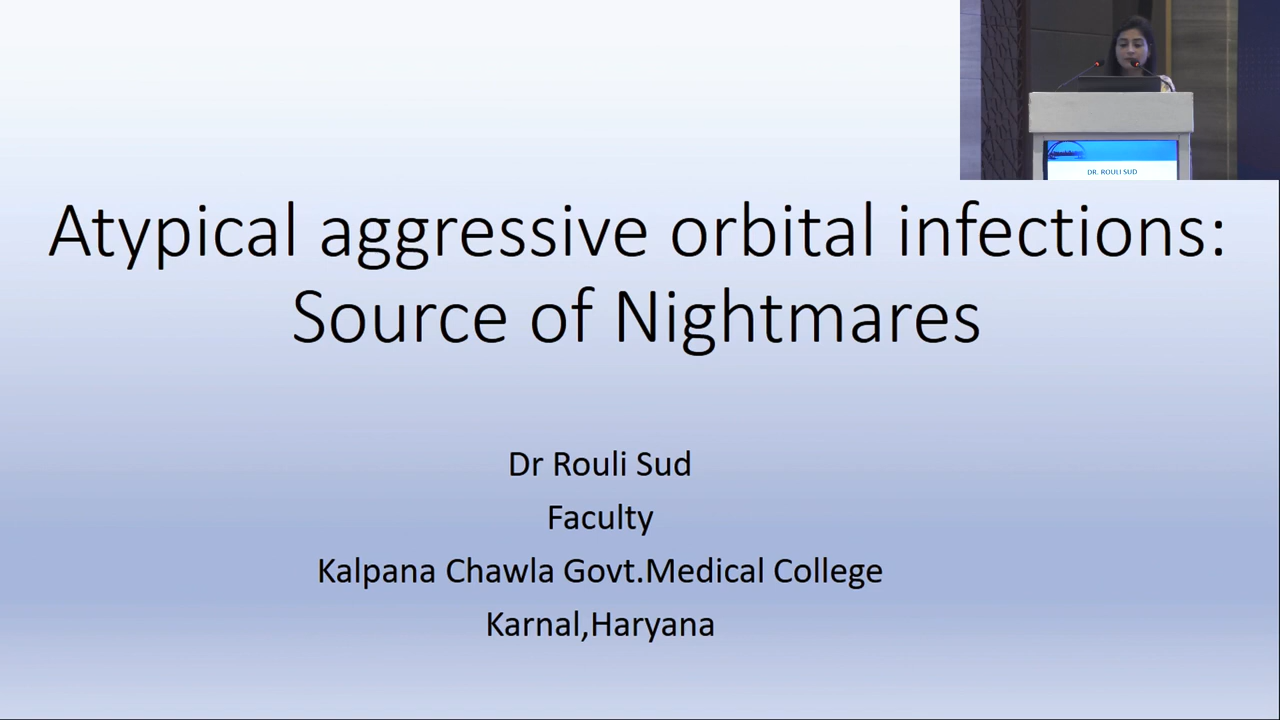 DR. ROULI SUD
Atypical aggressive orbital infections:
Source of Nightmares
Dr Rouli Sud
Faculty
Kalpana Chawla Govt.Medical College
Karnal,Haryana